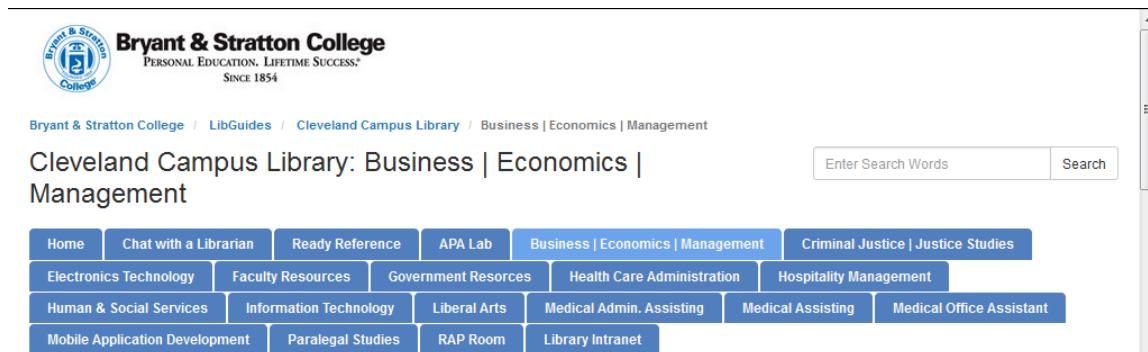 Bryant & Stratton College
Bryant & Stratton College
PERSONAL EDUCATION. LIFETIME SUCCESS.®
SINCE 1854
Bryant & Stratton College / LibGuides / Cleveland Campus Library / Business | Economics | Management
Cleveland Campus Library: Business | Economics |
Management
Enter Search Words Search
Home Chat with a Librarian Ready Reference APA Lab Business | Economics | Management Criminal Justice | Justice Studies
Electronics Technology Faculty Resources Government Resorces Health Care Administration Hospitality Management
Human & Social Services Information Technology Liberal Arts Medical Admin. Assisting Medical Assisting Medical Office Assistant
Mobile Application Development Paralegal Studies RAP Room Library Intranet